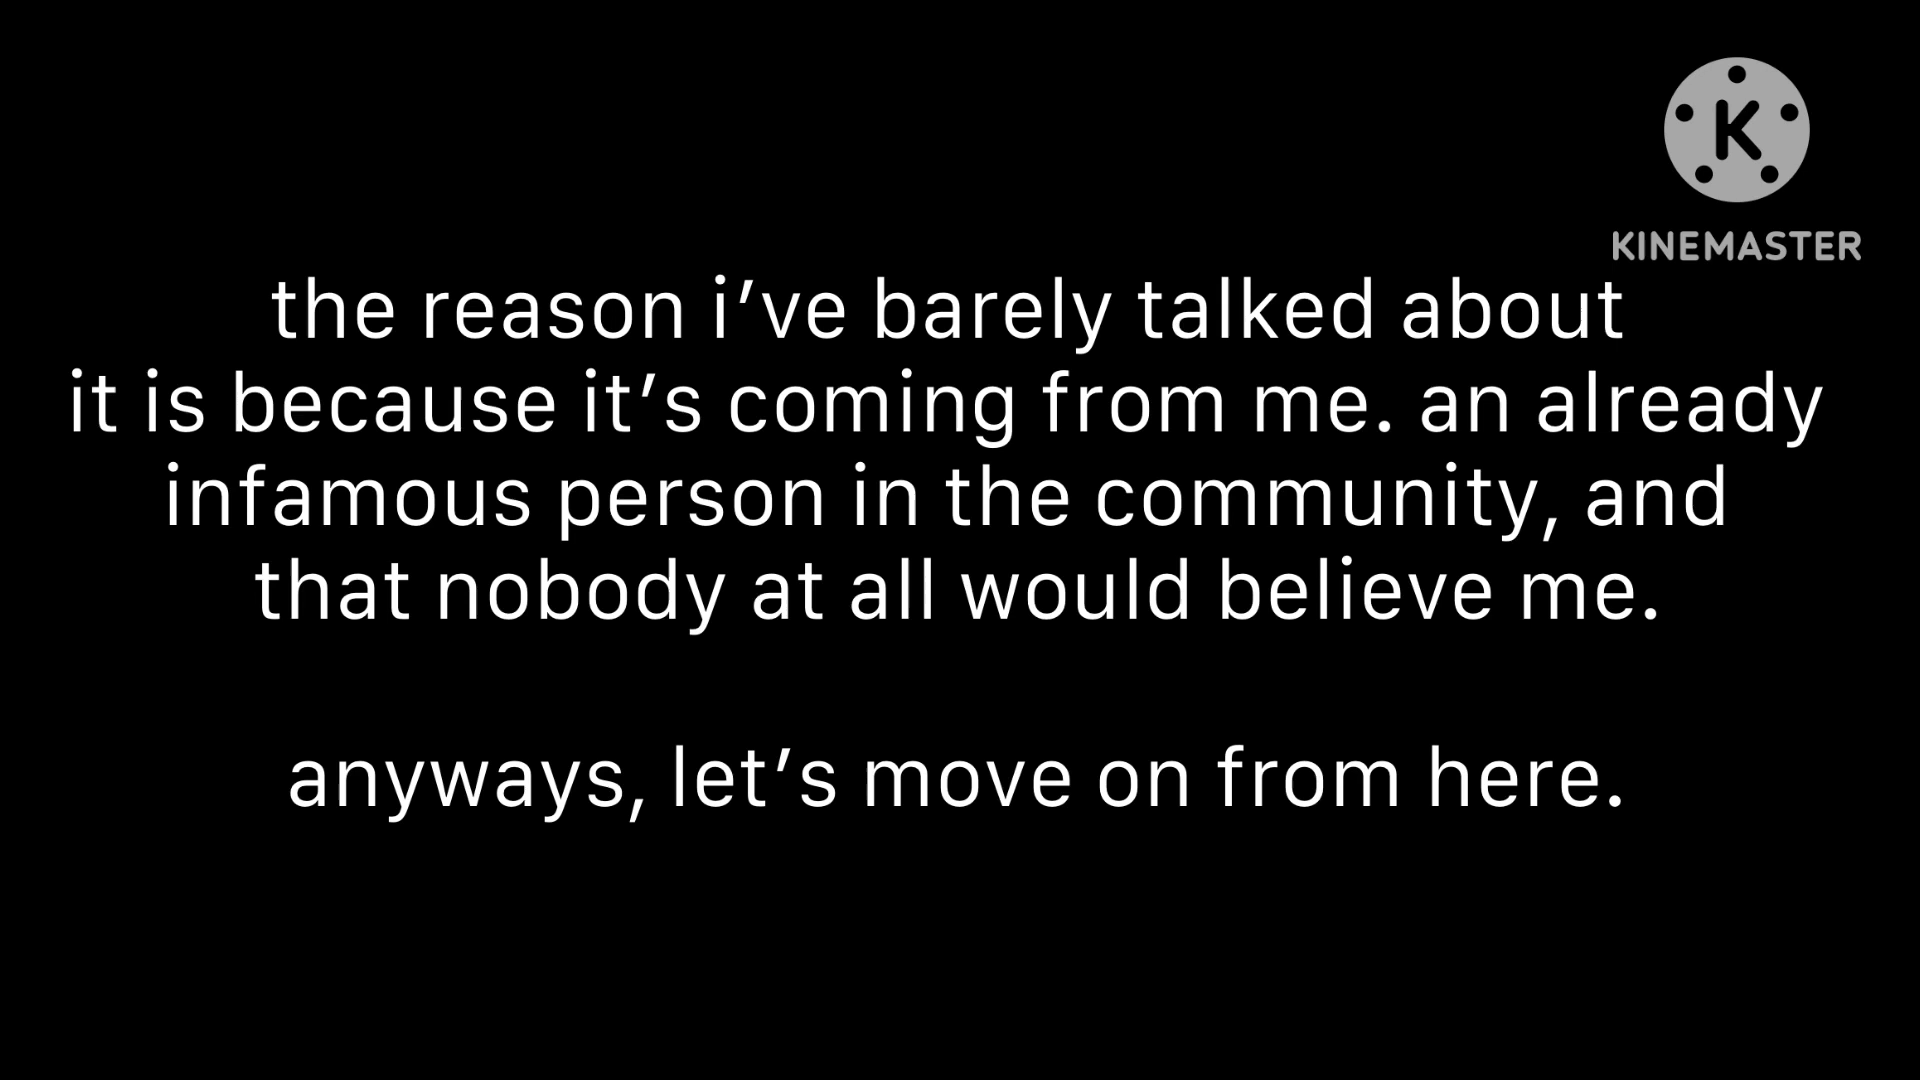 KINEMASTER
the reason i've barely talked about
it is because it's coming from me. an already
infamous person in the community, and
that nobody at all would believe me.
anyways, let's move on from here.